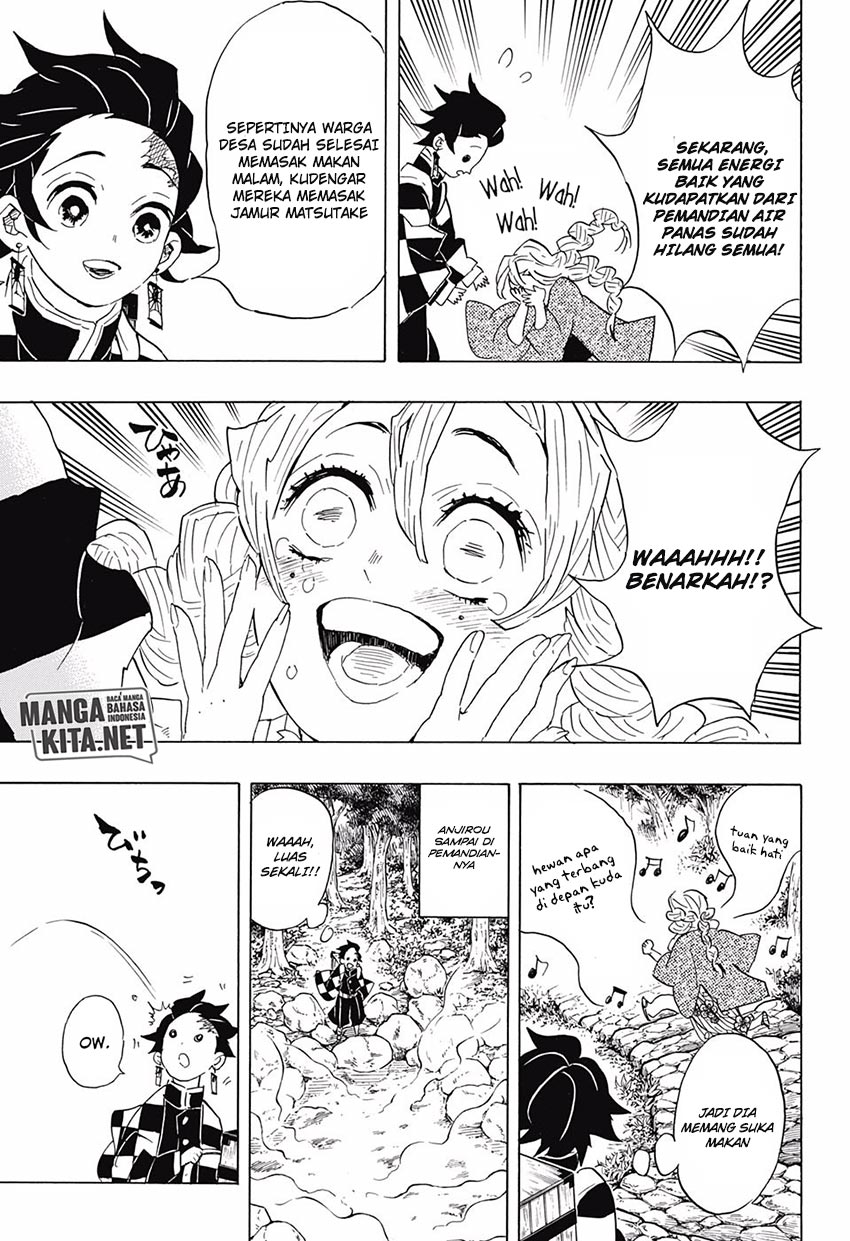 SEKARANG,
SEMUA ENERGI
BAIK YANG
KUDAPATKAN DARI
PEMANDIAN AIR
PANAS SUDAH
HILANG SEMUA!
Wah! Wah!
Wah!
SEPERTINYA WARGA
DESA SUDAH SELESAI
MEMASAK MAKAN
MALAM, KUDENGAR
MEREKA MEMASAK
JAMUR MATSUTAKE
WAAAHHH!!
BENARKAH!?
ひゃあ
MANGA
KITA.NET
BACA MANGA
BAHASA
INDONESIA
tuan yang
baik hati
hewan apa
yang terbang
di depan kuda
itu?
JADI DIA
MEMANG SUKA
MAKAN
ANJIROU
SAMPAI DI
PEMANDIAN-
NYA
WAAAH,
LUAS
SEKALI!!
びちっ
OW.